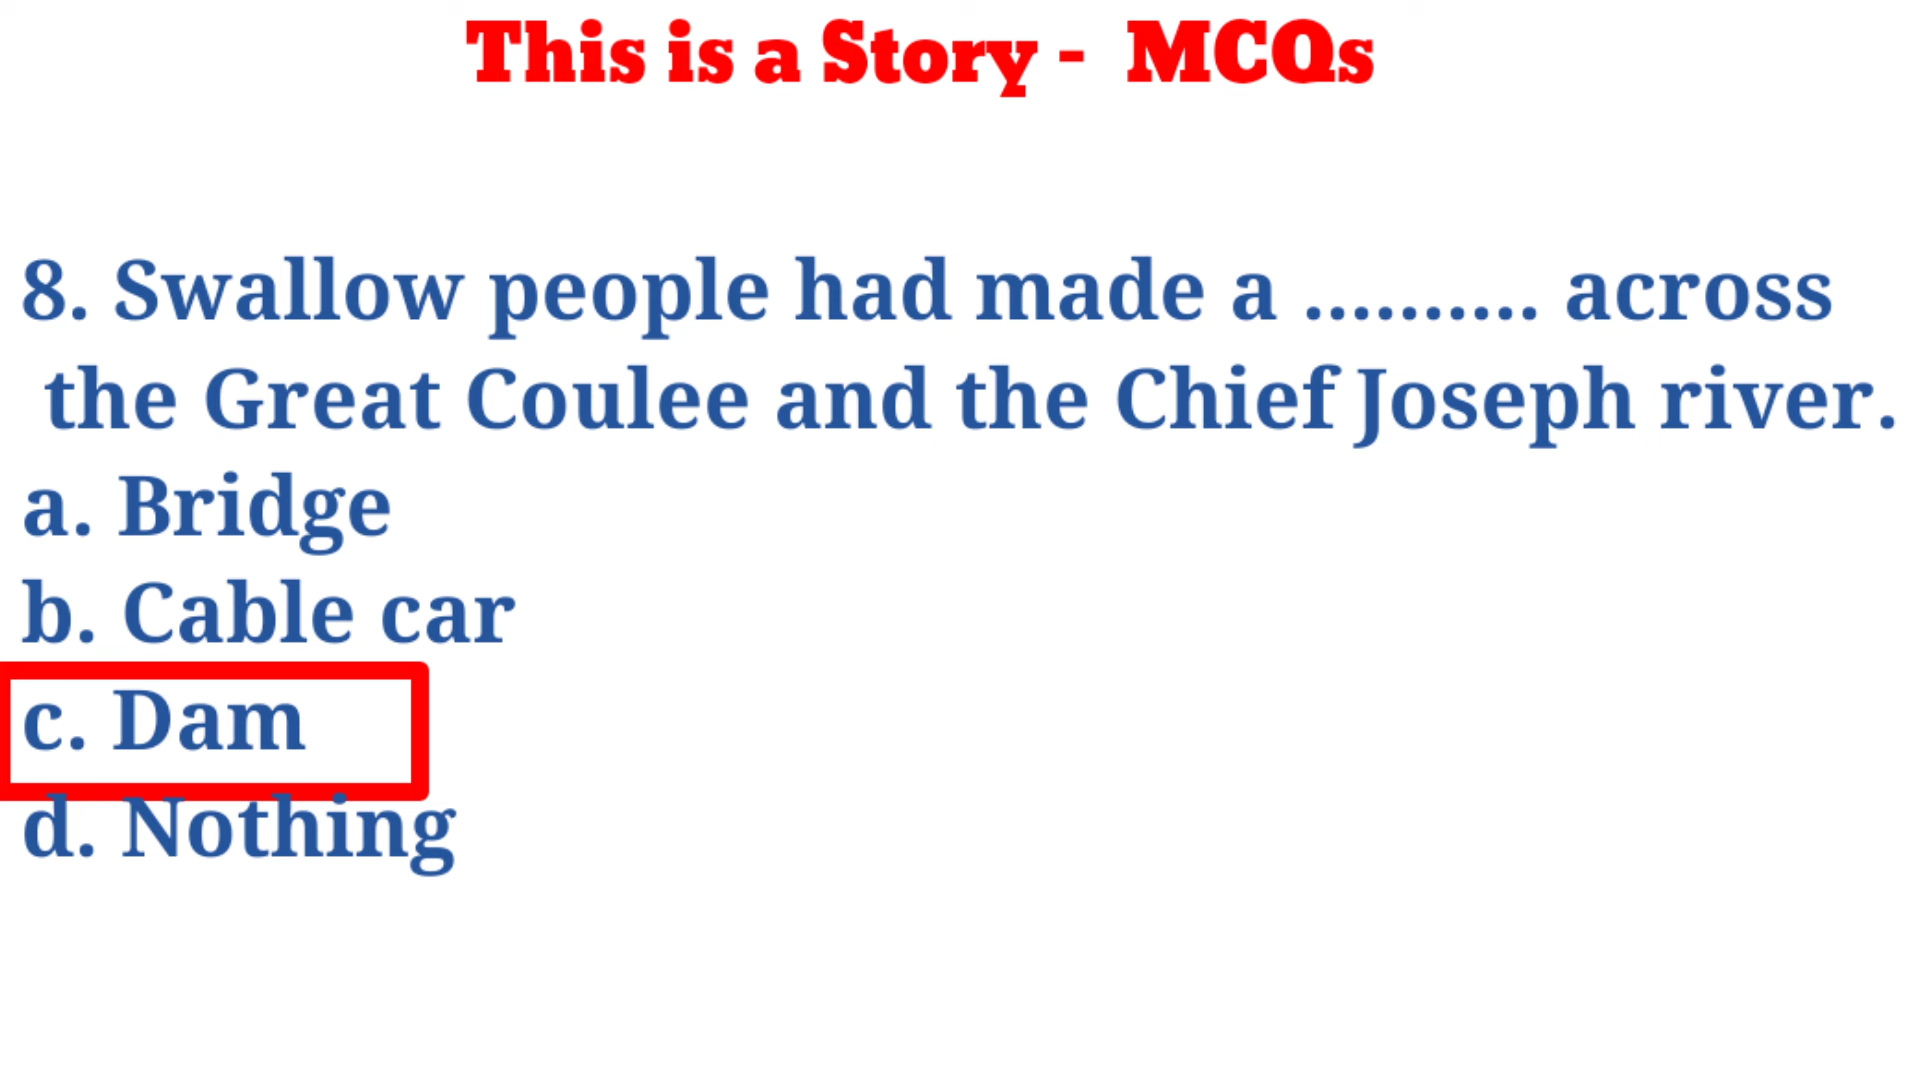 This is a Story - MCQs
8. Swallow people had made a .......... across
the Great Coulee and the Chief Joseph river.
a. Bridge
b. Cable car
c. Dam
d. Nothing